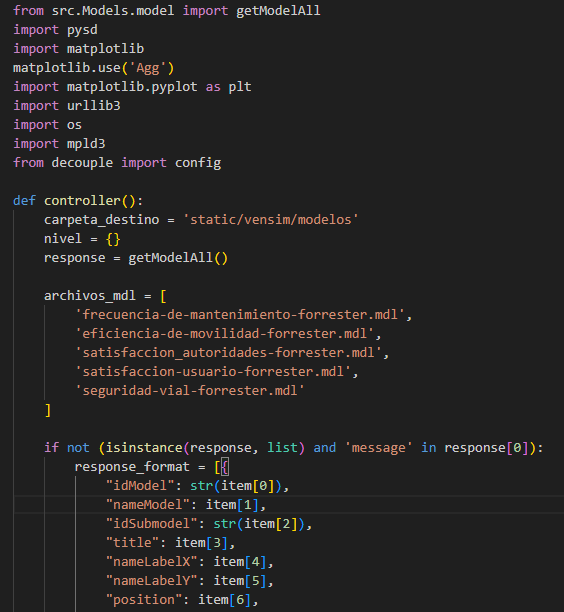 from src.Models.model import getModelAll
import pysd
import matplotlib
matplotlib.use('Agg')
import matplotlib.pyplot as plt
import urllib3
import os
import mpld3
from decouple import config

def controller():
    carpeta_destino = 'static/vensim/modelos'
    nivel = {}
    response = getModelAll()

    archivos_mdl = [
        'frecuencia-de-mantenimiento-forrester.mdl',
        'eficiencia-de-movilidad-forrester.mdl',
        'satisfaccion_autoridades-forrester.mdl',
        'satisfaccion-usuario-forrester.mdl',
        'seguridad-vial-forrester.mdl'
    ]

    if not (isinstance(response, list) and 'message' in response[0]):
        response_format = [{
            "idModel": str(item[0]),
            "nameModel": item[1],
            "idSubmodel": str(item[2]),
            "title": item[3],
            "nameLabelX": item[4],
            "nameLabelY": item[5],
            "position": item[6],